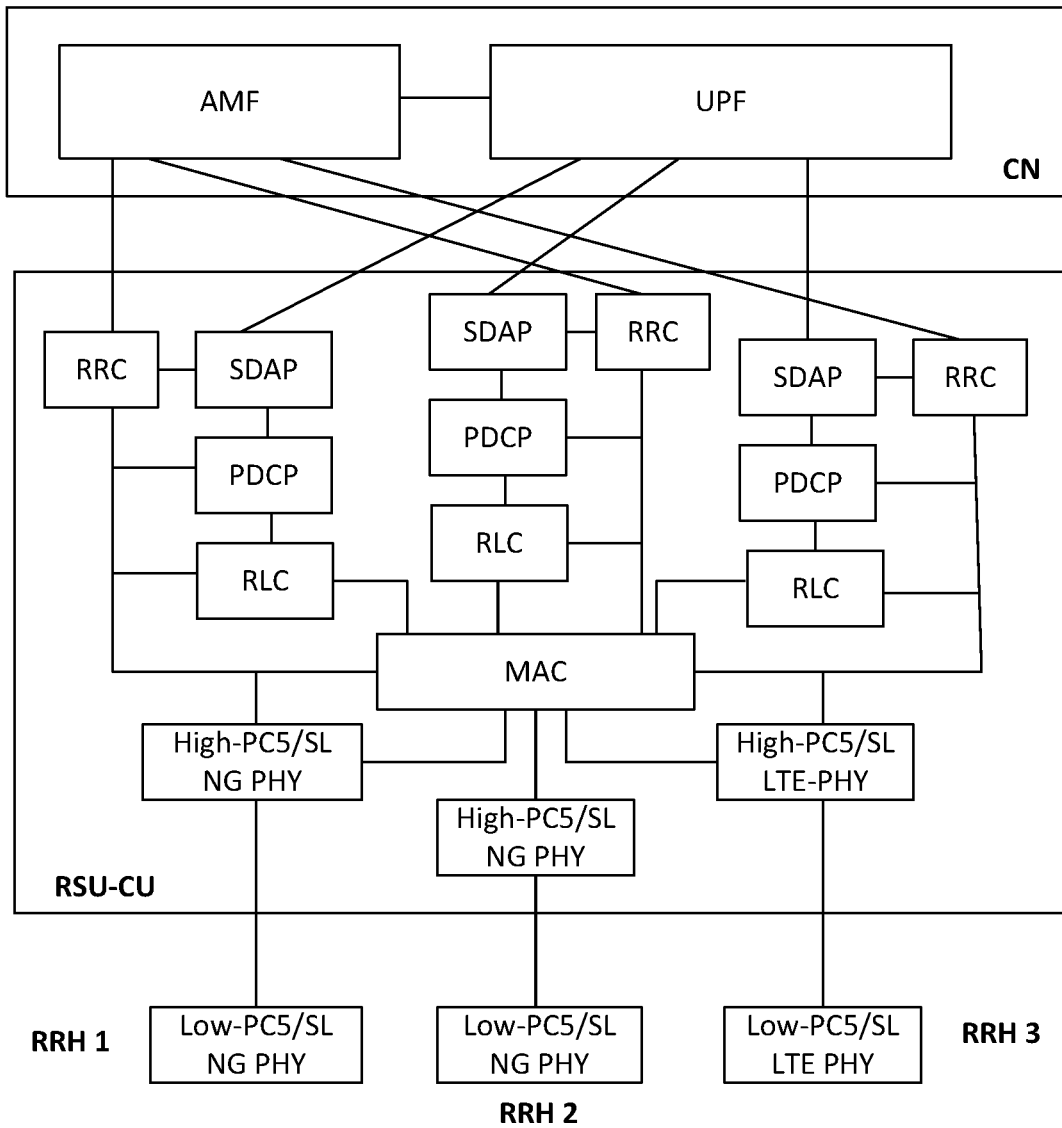 AMF
UPF
CN
SDAP
RRC
RRC
SDAP
SDAP
RRC
PDCP
PDCP
PDCP
RLC
RLC
RLC
MAC
High-PC5/SL
NG PHY
High-PC5/SL
LTE-PHY
High-PC5/SL
NG PHY
RSU-CU
RRH 1
Low-PC5/SL
NG PHY
Low-PC5/SL
NG PHY
Low-PC5/SL
LTE PHY
RRH 3
RRH 2